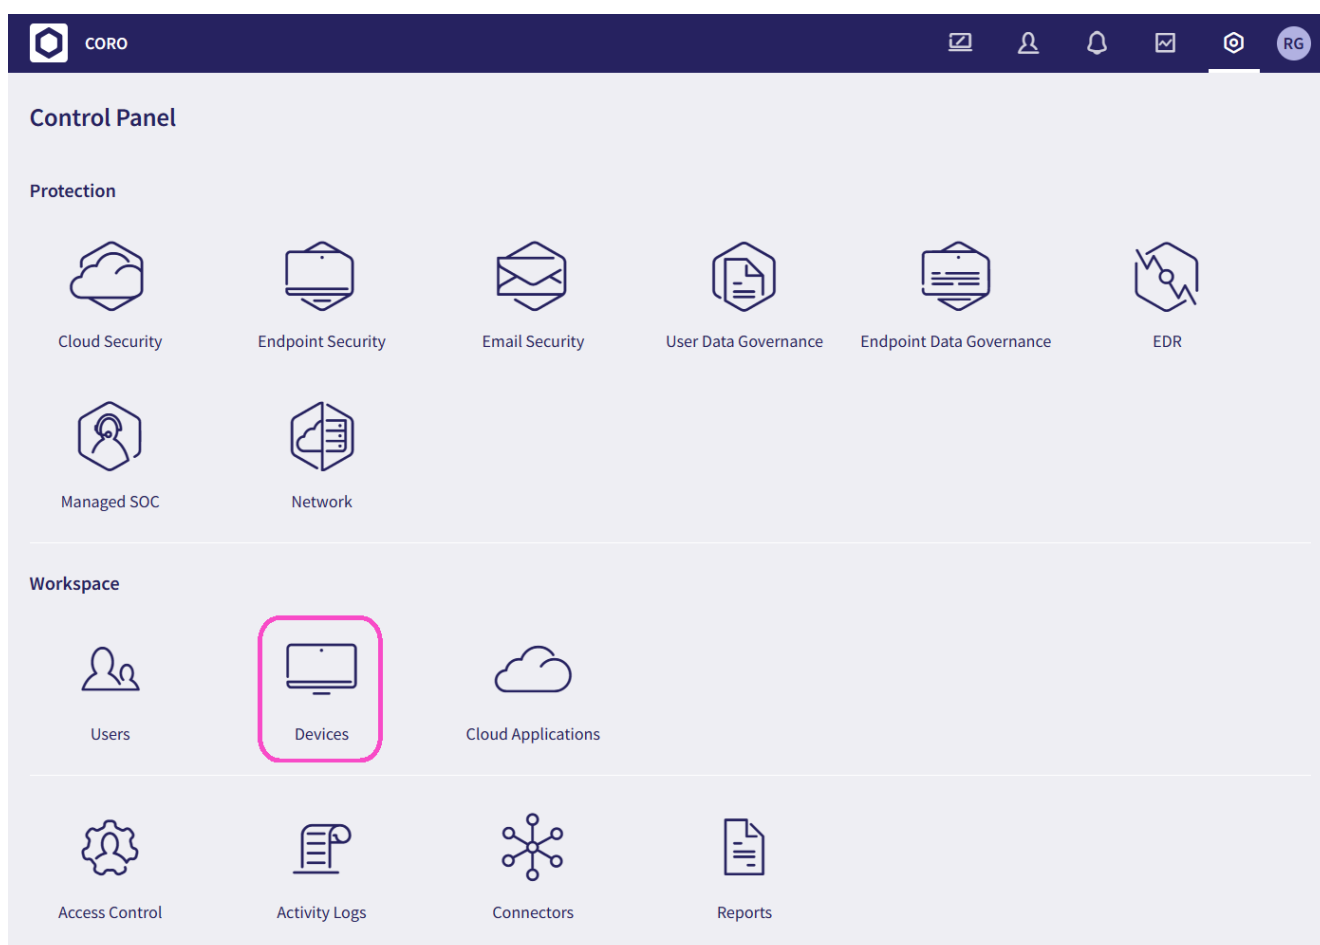 CORO
RG
Control Panel
Protection
Cloud Security
Endpoint Security
Email Security
User Data Governance
Endpoint Data Governance
EDR
Managed SOC
Network
Workspace
Users
Devices
Cloud Applications
Access Control
Activity Logs
Connectors
Reports